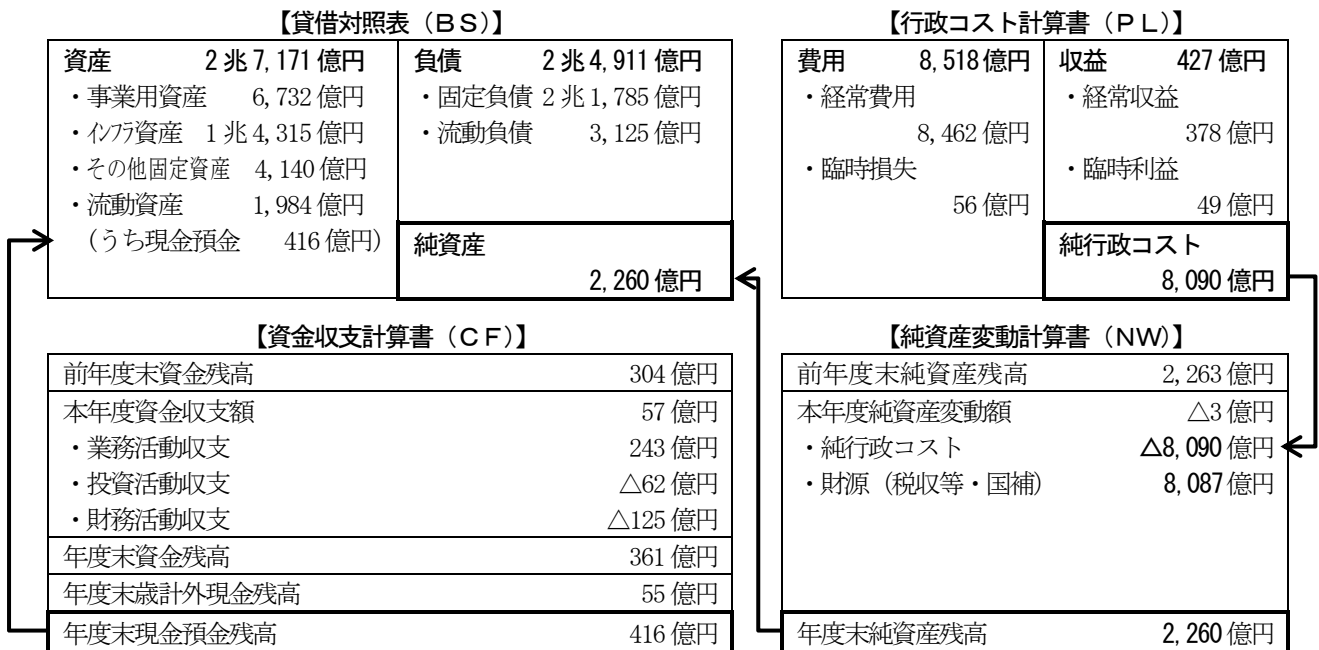 【貸借対照表（ＢＳ）】
資産 ２兆7,171億円
・事業用資産 6,732億円
・ｲﾝﾌﾗ資産 1兆4,315億円
・その他固定資産 4,140億円
・流動資産 1,984億円
（うち現金預金 416億円）
負債 ２兆4,911億円
・固定負債 2兆1,785億円
・流動負債 3,125億円
純資産
2,260億円
【行政コスト計算書（ＰＬ）】
費用 8,518億円
・経常費用
8,462億円
・臨時損失
56億円
収益 427億円
・経常収益
378億円
・臨時利益
49億円
純行政コスト
8,090億円
【資金収支計算書（ＣＦ）】
前年度末資金残高 304億円
本年度資金収支額 57億円
・業務活動収支 243億円
・投資活動収支 △62億円
・財務活動収支 △125億円
年度末資金残高 361億円
年度末歳計外現金残高 55億円
年度末現金預金残高 416億円
【純資産変動計算書（ＮＷ）】
前年度末純資産残高 2,263億円
本年度純資産変動額 △3億円
・純行政コスト △8,090億円
・財源（税収等・国補） 8,087億円
年度末純資産残高 2,260億円